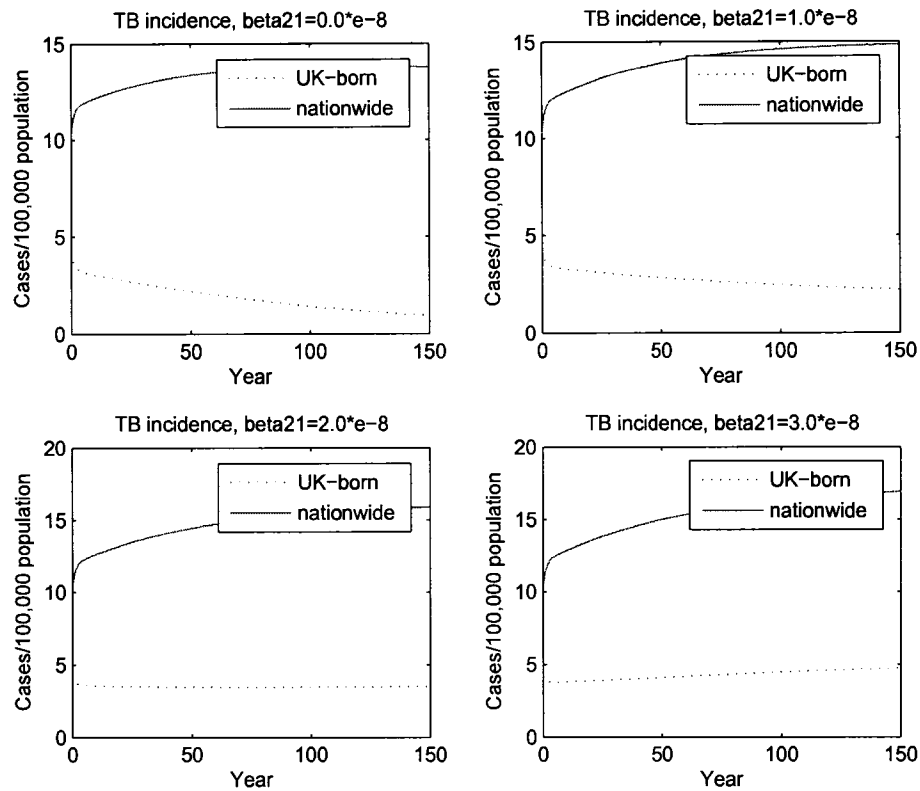 TB incidence, beta21=0.0*e−8
15
10
5
0
Cases/100,000 population
UK−born
nationwide
0 50 100 150
Year
TB incidence, beta21=1.0*e−8
15
10
5
0
Cases/100,000 population
UK−born
nationwide
0 50 100 150
Year
TB incidence, beta21=2.0*e−8
20
15
10
5
0
Cases/100,000 population
UK−born
nationwide
0 50 100 150
Year
TB incidence, beta21=3.0*e−8
20
15
10
5
0
Cases/100,000 population
UK−born
nationwide
0 50 100 150
Year